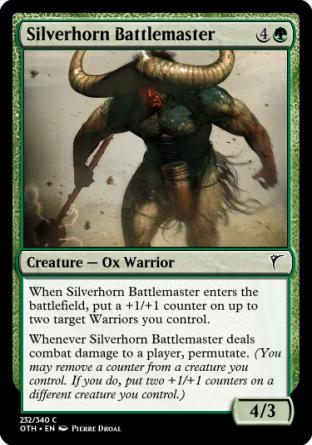 Silverhorn Battlemaster 4
Creature — Ox Warrior
When Silverhorn Battlemaster enters the
battlefield, put a +1/+1 counter on up to
two target Warriors you control.
Whenever Silverhorn Battlemaster deals
combat damage to a player, permutate. (You
may remove a counter from a creature you
control. If you do, put two +1/+1 counters on a
different creature you control.)
4/3
232/340 C
OTH • EN Pierre Droal